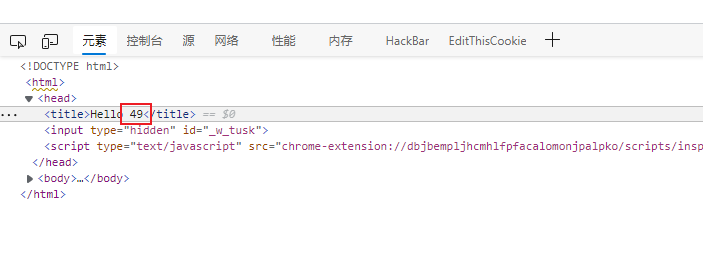 元素 控制台 源 网络 性能 内存 HackBar EditThisCookie
<!DOCTYPE html>
<html>
<head>
<title>Hello 49</title> == $0
<input type="hidden" id="_w_tusk">
<script type="text/javascript" src="chrome-extension://dbjbempljhcmhlfpfacalomonjpalpko/scripts/insp
</head>
<body>…</body>
</html>